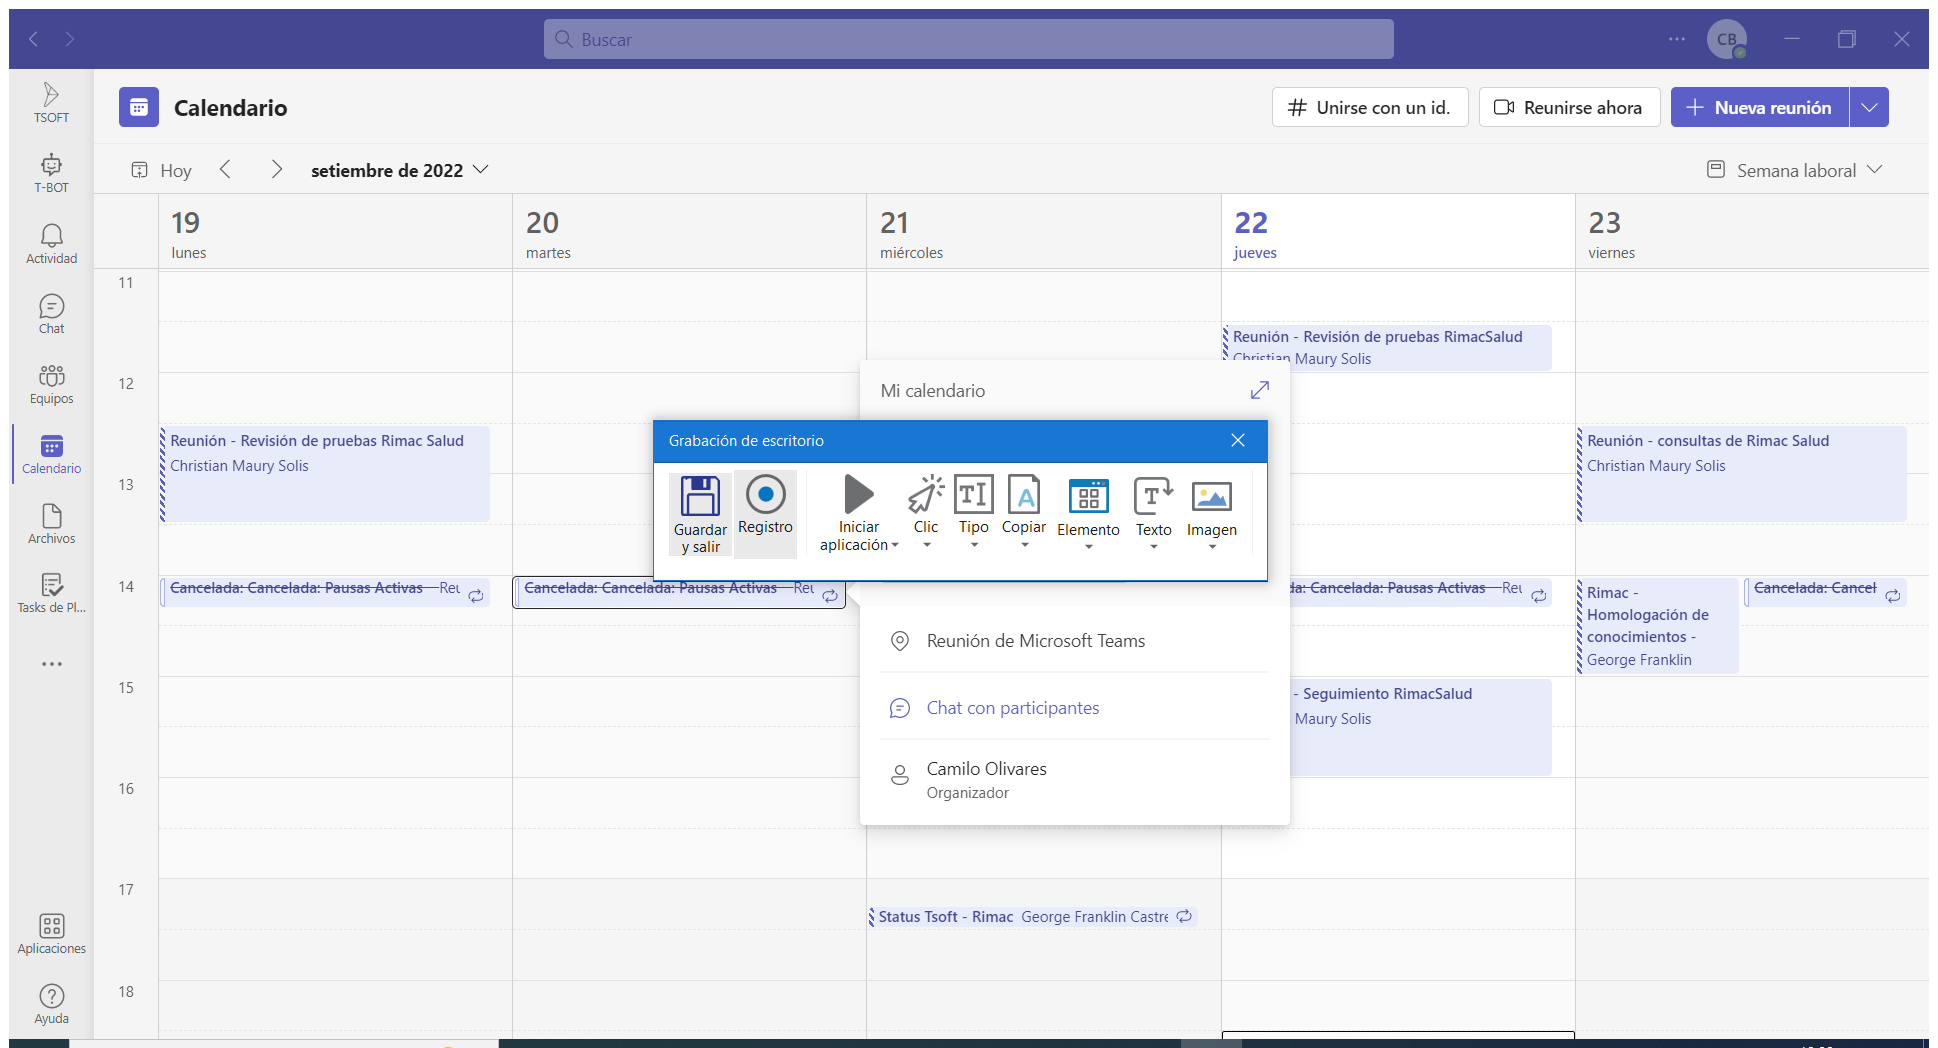 Buscar
CB
TSOFT
T-BOT
Actividad
Chat
Equipos
Calendario
Archivos
Tasks de Pl...
Aplicaciones
Ayuda
Calendario
Unirse con un id.
Reunirse ahora
Nueva reunión
Hoy
setiembre de 2022
Semana laboral
19
lunes
20
martes
21
miércoles
22
jueves
23
viernes
11
12
13
14
15
16
17
18
Reunión - Revisión de pruebas Rimac Salud
Christian Maury Solis
Cancelada: Cancelada: Pausas Activas
Cancelada: Cancelada: Pausas Activas
Status Tsoft - Rimac George Franklin Castre
Reunión - Revisión de pruebas RimacSalud
Christian Maury Solis
Cancelada: Pausas Activas
- Seguimiento RimacSalud
Maury Solis
Reunión - consultas de Rimac Salud
Christian Maury Solis
Rimac -
Homologación de
conocimientos -
George Franklin
Cancelada: Cancel
Mi calendario
Grabación de escritorio
Guardar
y salir
Registro
Iniciar
aplicación
Clic
Tipo
Copiar
Elemento
Texto
Imagen
Reunión de Microsoft Teams
Chat con participantes
Camilo Olivares
Organizador